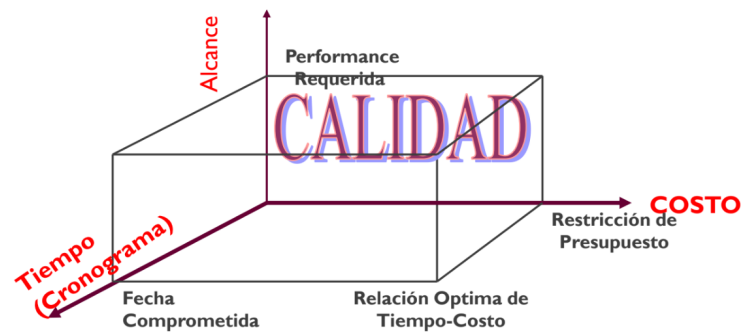 Alcance
Performance
Requerida
CALIDAD
COSTO
Restricción de
Presupuesto
Tiempo
(Cronograma)
Fecha
Comprometida
Relación Optima de
Tiempo-Costo